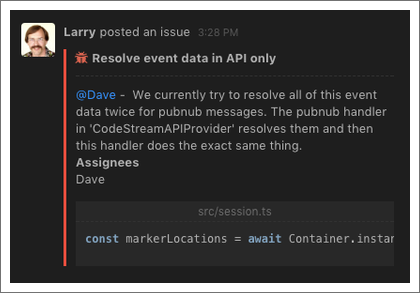 Larry posted an issue 3:28 PM
Resolve event data in API only
@Dave - We currently try to resolve all of this event
data twice for pubnub messages. The pubnub handler
in 'CodeStreamAPIProvider' resolves them and then
this handler does the exact same thing.
Assignees
Dave
src/session.ts
const markerLocations = await Container.instan